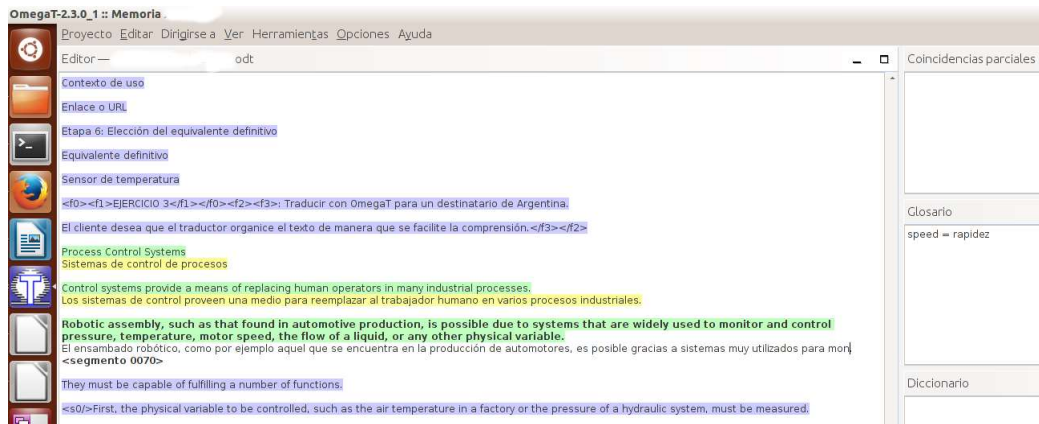 OmegaT-2.3.0_1 :: Memoria
Proyecto Editar Dirigirse a Ver Herramientas Opciones Ayuda
Editor — odt
Contexto de uso
Enlace o URL
Etapa 6: Elección del equivalente definitivo
Equivalente definitivo
Sensor de temperatura
<f0><f1>EJERCICIO 3</f1></f0><f2><f3>: Traducir con OmegaT para un destinatario de Argentina.
El cliente desea que el traductor organice el texto de manera que se facilite la comprensión.</f3></f2>
Process Control Systems
Sistemas de control de procesos
Control systems provide a means of replacing human operators in many industrial processes.
Los sistemas de control proveen una medio para reemplazar al trabajador humano en varios procesos industriales.
Robotic assembly, such as that found in automotive production, is possible due to systems that are widely used to monitor and control
pressure, temperature, motor speed, the flow of a liquid, or any other physical variable.
El ensambado robótico, como por ejemplo aquel que se encuentra en la producción de automotores, es posible gracias a sistemas muy utilizados para mon
<segmento 0070>
They must be capable of fulfilling a number of functions.
<s0/>First, the physical variable to be controlled, such as the air temperature in a factory or the pressure of a hydraulic system, must be measured.
Coincidencias parciales
Glosario
speed = rapidez
Diccionario